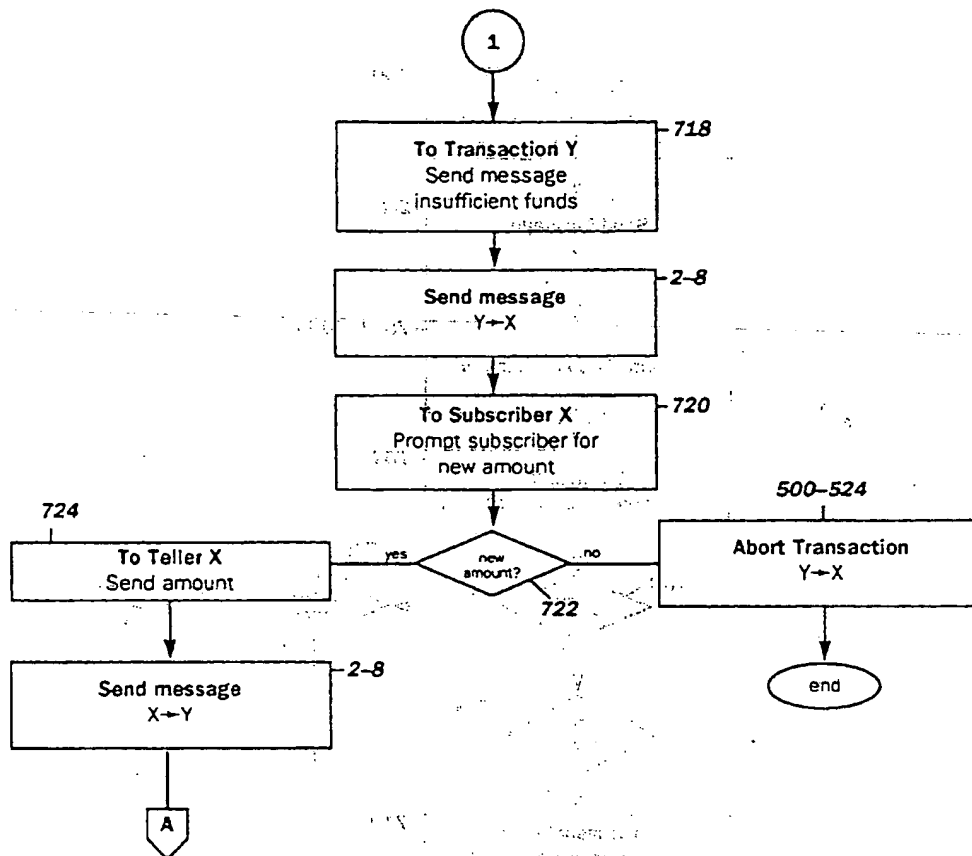 1
718
To Transaction Y
Send message
insufficient funds
2-8
Send message
Y→X
720
To Subscriber X
Prompt subscriber for
new amount
500-524
Abort Transaction
Y→X
724
To Teller X
Send amount
yes
new
amount?
no
722
2-8
Send message
X→Y
end
A